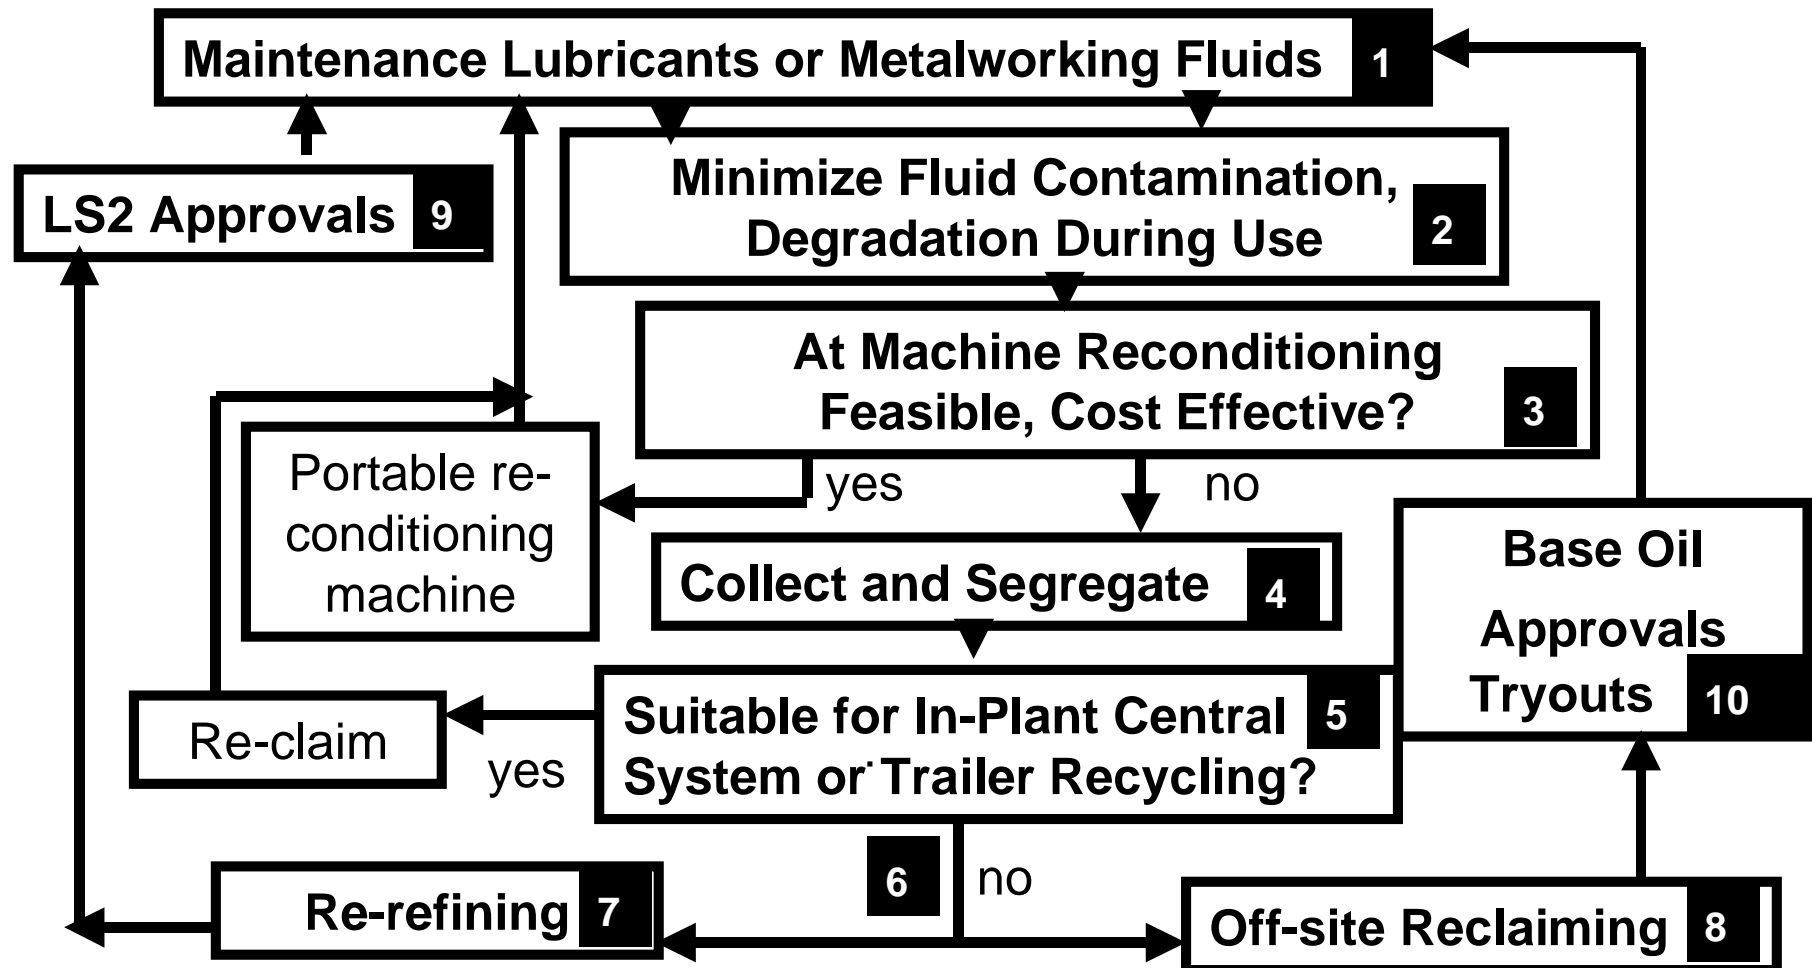 Maintenance Lubricants or Metalworking Fluids 1
Minimize Fluid Contamination,
Degradation During Use 2
LS2 Approvals 9
At Machine Reconditioning
Feasible, Cost Effective? 3
yes
no
Portable re-
conditioning
machine
Collect and Segregate 4
Base Oil
Approvals
Tryouts 10
Suitable for In-Plant Central 5
System or Trailer Recycling?
Re-claim
yes
6
no
Re-refining 7
Off-site Reclaiming 8